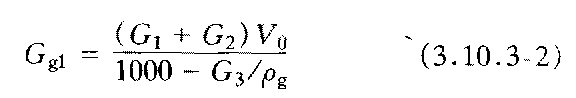 G_{g1} = \frac{(G_1 + G_2) V_0}{1000 - G_3/\rho_g} (3.10.3-2)